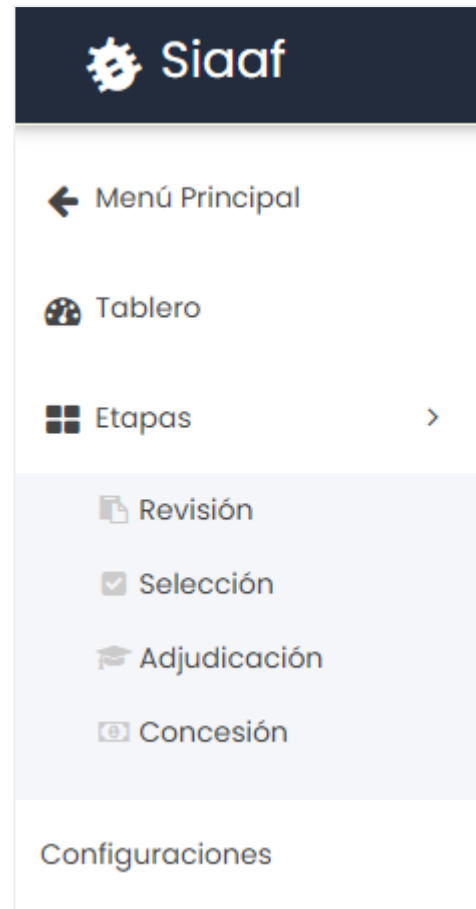 Siaaf
Menú Principal
Tablero
Etapas
Revisión
Selección
Adjudicación
Concesión
Configuraciones